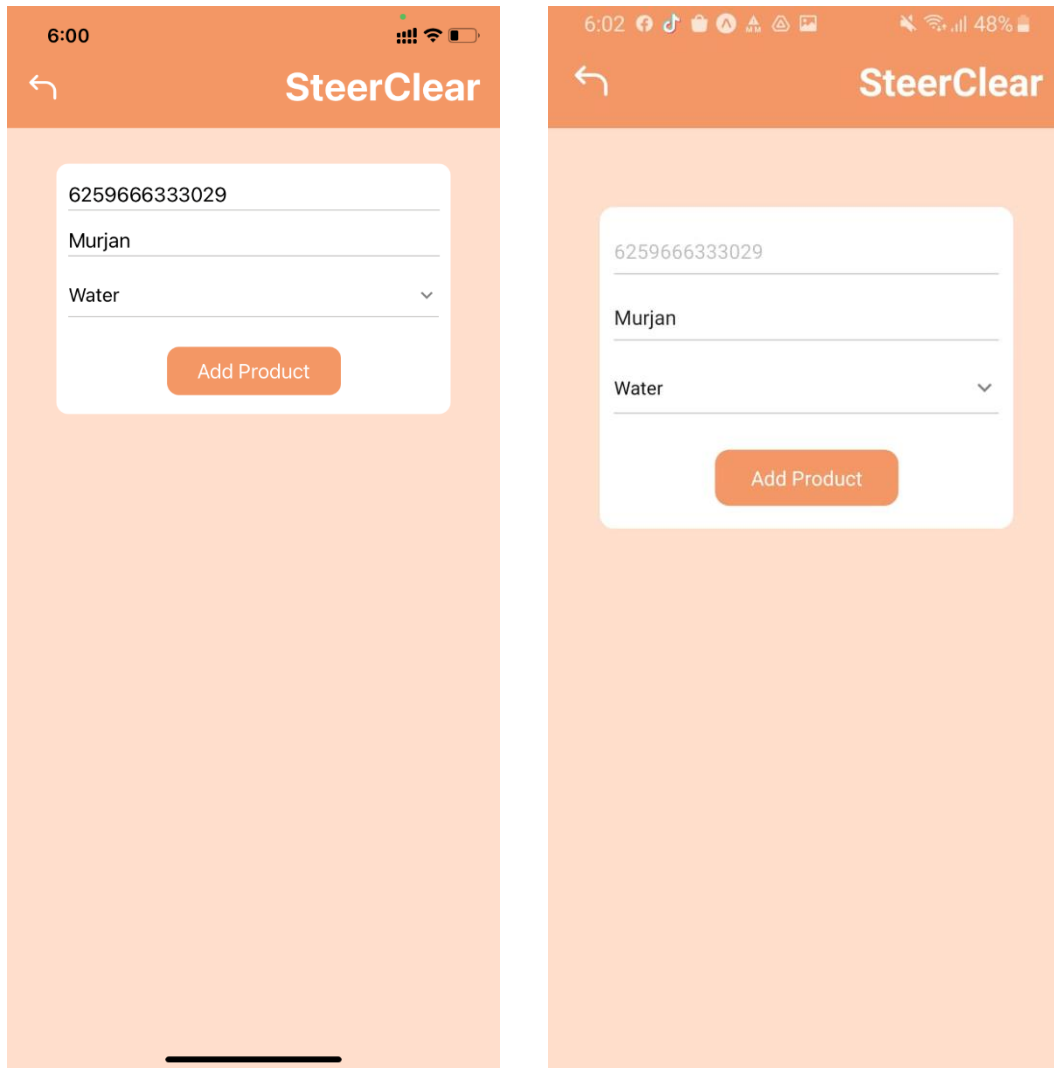 6:00
SteerClear
6259666333029
Murjan
Water
Add Product
6:02
48%
SteerClear
6259666333029
Murjan
Water
Add Product